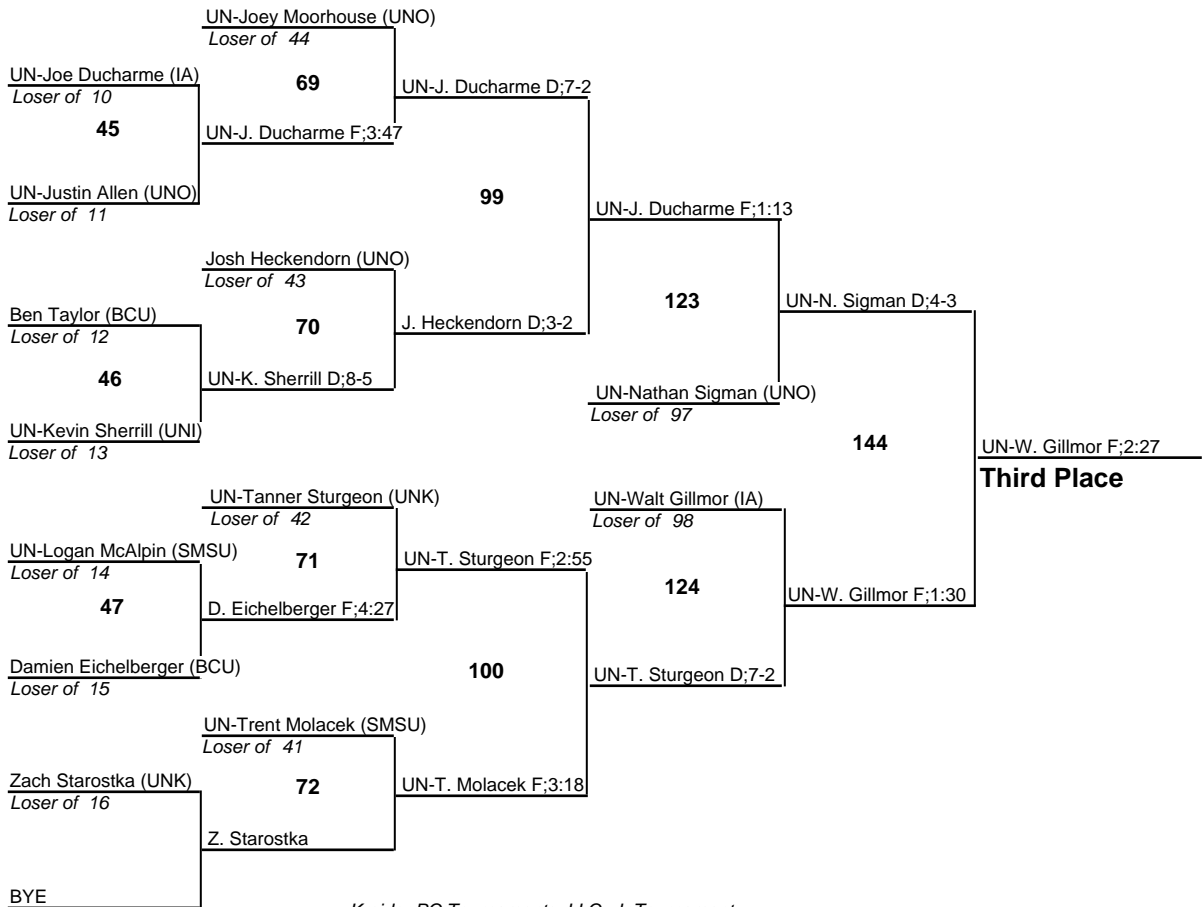 UN-Joey Moorhouse (UNO)
Loser of 44
UN-Joe Ducharme (IA)
Loser of 10
69
UN-J. Ducharme D;7-2
45
UN-J. Ducharme F;3:47
UN-Justin Allen (UNO)
Loser of 11
99
UN-J. Ducharme F;1:13
Josh Heckendorn (UNO)
Loser of 43
Ben Taylor (BCU)
Loser of 12
70
J. Heckendorn D;3-2
123
UN-N. Sigman D;4-3
46
UN-K. Sherrill D;8-5
UN-Nathan Sigman (UNO)
Loser of 97
UN-Kevin Sherrill (UNI)
Loser of 13
144
UN-W. Gillmor F;2:27
Third Place
UN-Tanner Sturgeon (UNK)
Loser of 42
UN-Walt Gillmor (IA)
Loser of 98
UN-Logan McAlpin (SMSU)
Loser of 14
71
UN-T. Sturgeon F;2:55
124
47
D. Eichelberger F;4:27
UN-W. Gillmor F;1:30
Damien Eichelberger (BCU)
Loser of 15
100
UN-T. Sturgeon D;7-2
UN-Trent Molacek (SMSU)
Loser of 41
Zach Starostka (UNK)
Loser of 16
72
UN-T. Molacek F;3:18
Z. Starostka
BYE